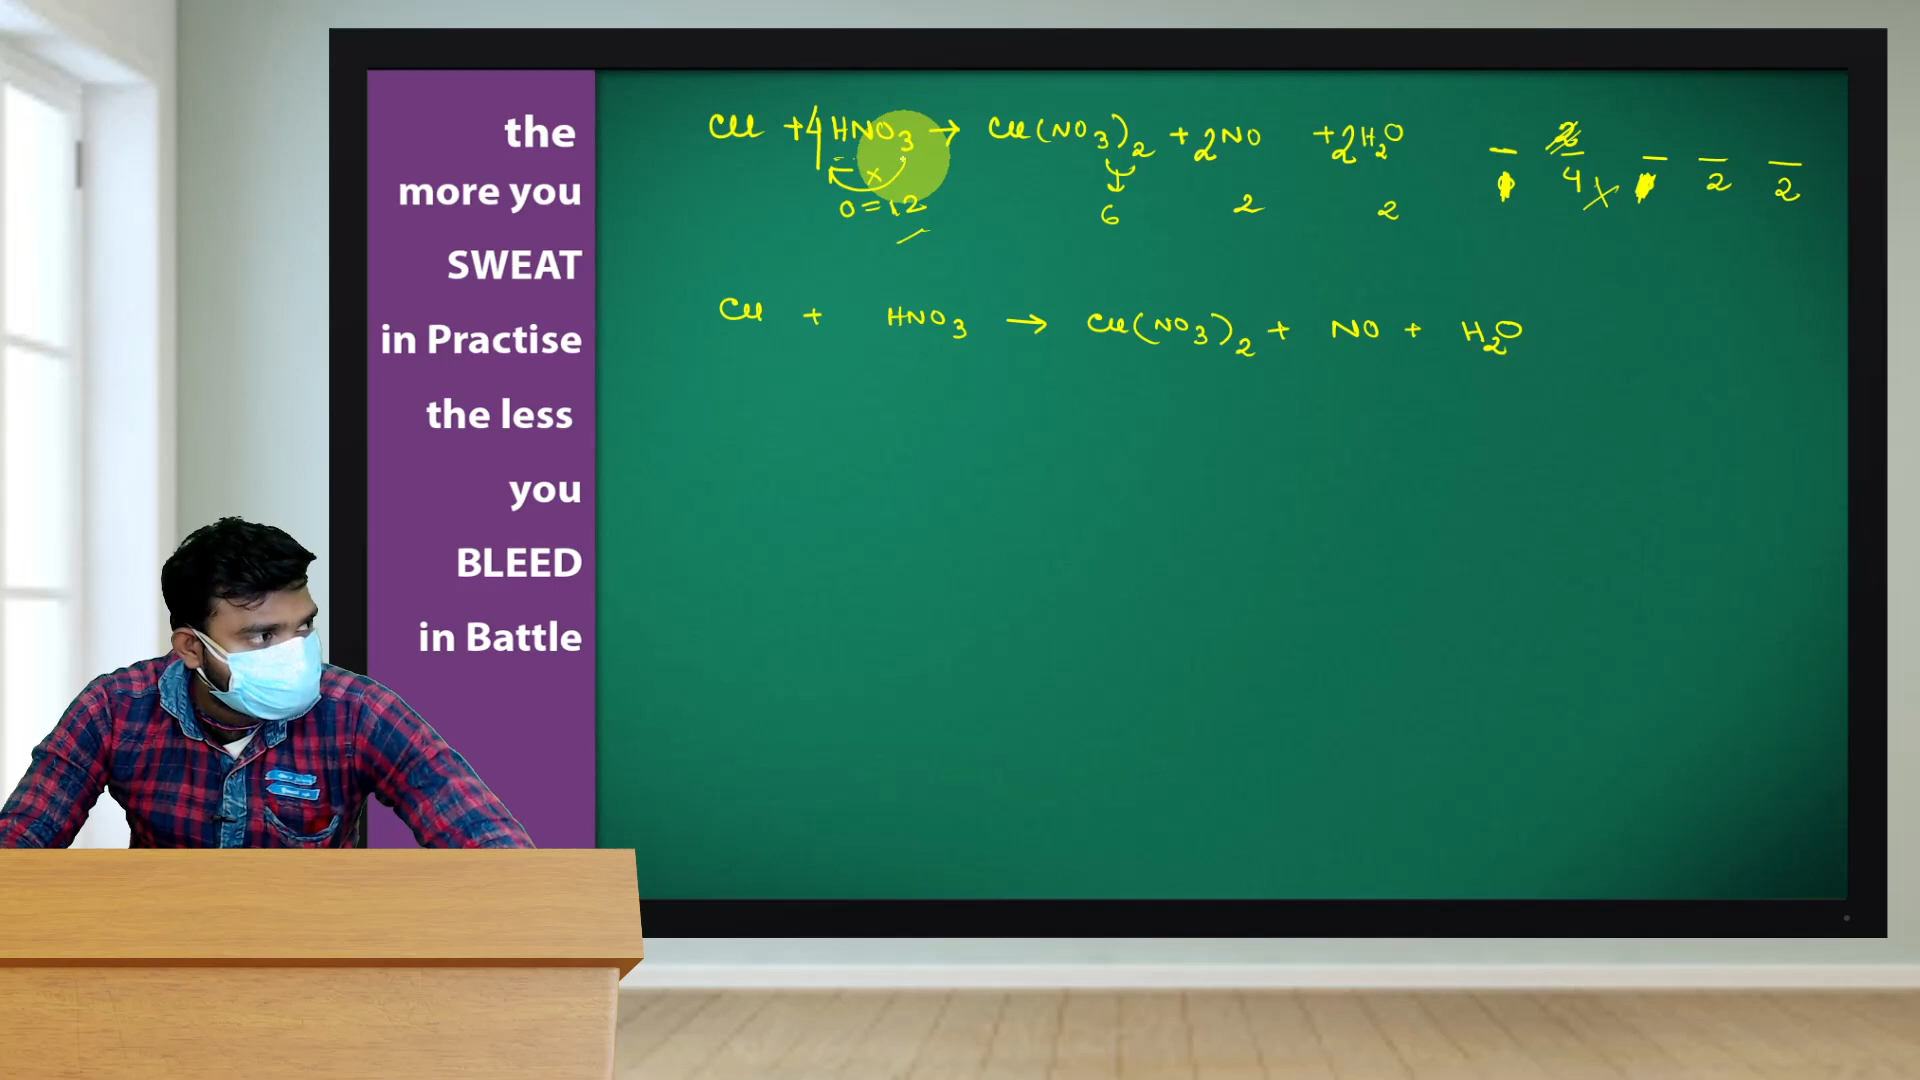 the
more you
SWEAT
in Practise
the less
you
BLEED
in Battle
Cu + 4 HNO3 → Cu(NO3)2 + 2NO + 2H2O
4 x 2 2
x
0 = 12 6 2 2
Cu + HNO3 → Cu(NO3)2 + NO + H2O